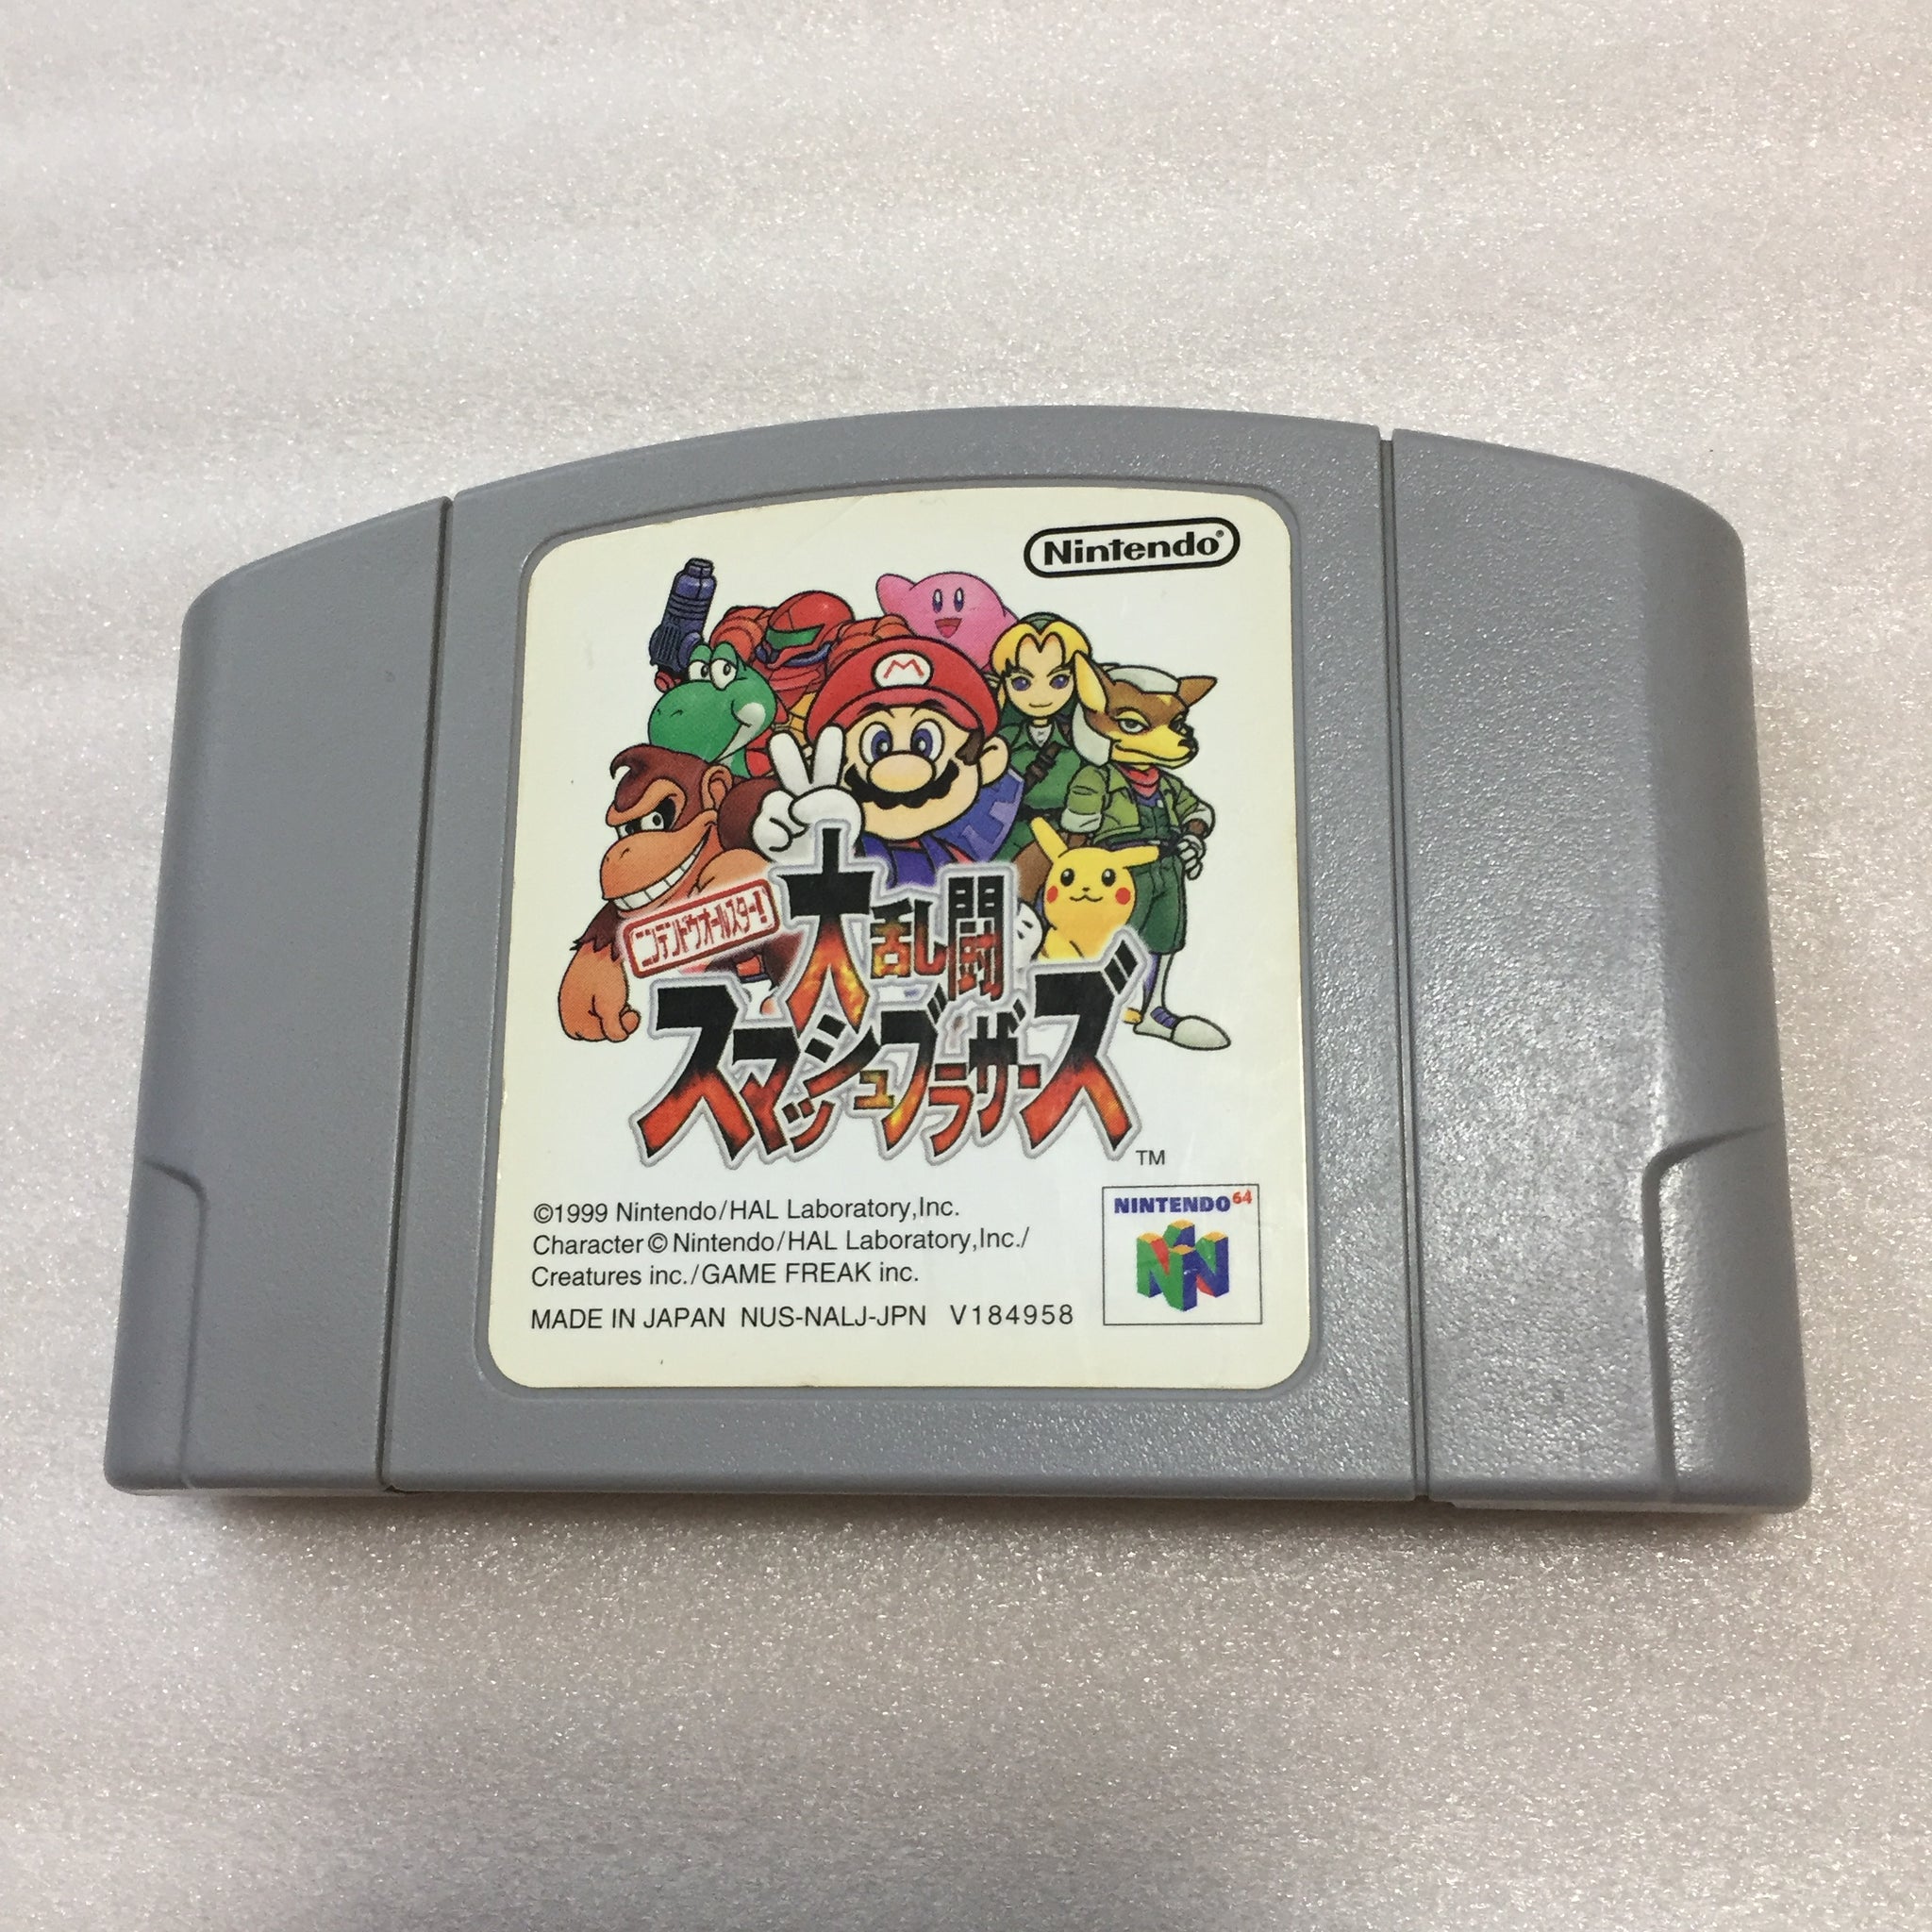 Nintendo®
M
ニンテンドウオールスター!
大乱闘
スマッシュブラザーズ
TM
©1999 Nintendo/HAL Laboratory,Inc.
Character©Nintendo/HAL Laboratory,Inc./
Creatures inc./GAME FREAK inc.
MADE IN JAPAN NUS-NALJ-JPN V184958
NINTENDO64